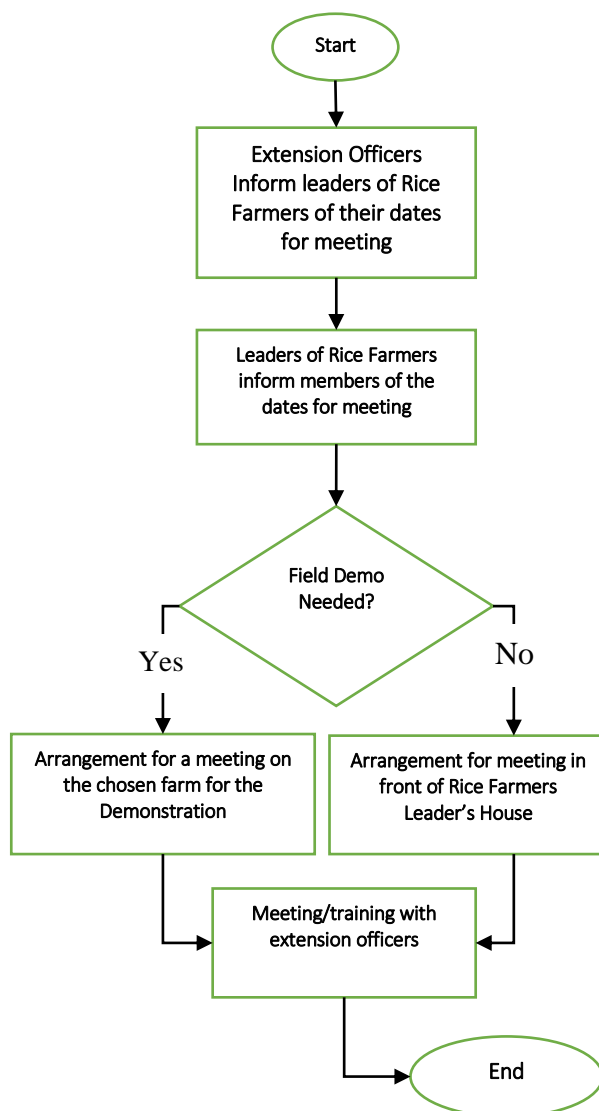 Start
Extension Officers
Inform leaders of Rice
Farmers of their dates
for meeting
Leaders of Rice Farmers
inform members of the
dates for meeting
Field Demo
Needed?
Yes
No
Arrangement for a meeting on
the chosen farm for the
Demonstration
Arrangement for meeting in
front of Rice Farmers
Leader’s House
Meeting/training with
extension officers
End